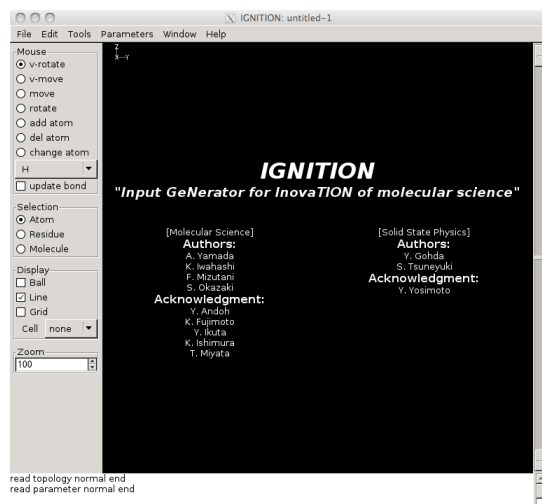 IGNITION: untitled-1
File Edit Tools Parameters Window Help
Mouse
v-rotate
v-move
move
rotate
add atom
del atom
change atom
H
update bond
Selection
Atom
Residue
Molecule
Display
Ball
Line
Grid
Cell none
Zoom
100
Z
X Y
IGNITION
"Input GeNerator for InovaTION of molecular science"
[Molecular Science]
Authors:
A. Yamada
K. Iwahashi
F. Mizutani
S. Okazaki
Acknowledgment:
Y. Andoh
K. Fujimoto
Y. Ikuta
K. Ishimura
T. Miyata
[Solid State Physics]
Authors:
Y. Gohda
S. Tsuneyuki
Acknowledgment:
Y. Yosimoto
read topology normal end
read parameter normal end